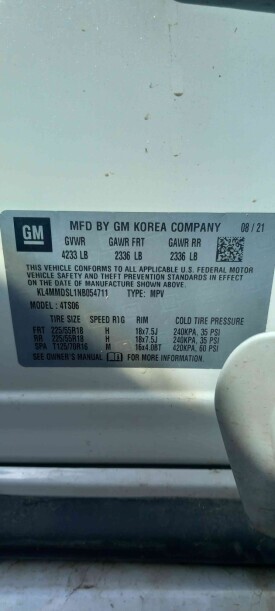 GM
MFD BY GM KOREA COMPANY 08/21
GVWR GAWR FRT GAWR RR
4233 LB 2336 LB 2336 LB
THIS VEHICLE CONFORMS TO ALL APPLICABLE U.S. FEDERAL MOTOR
VEHICLE SAFETY AND THEFT PREVENTION STANDARDS IN EFFECT
ON THE DATE OF MANUFACTURE SHOWN ABOVE.
KL4MMDSL1NB054711 TYPE: MPV
MODEL: 4TS06
TIRE SIZE SPEED RTG RIM COLD TIRE PRESSURE
FRT 225/55R18 H 18x7.5J 240KPA, 35 PSI
RR 225/55R18 H 18x7.5J 240KPA, 35 PSI
SPA T125/70R16 M 16x4.0BT 420KPA, 60 PSI
SEE OWNER'S MANUAL